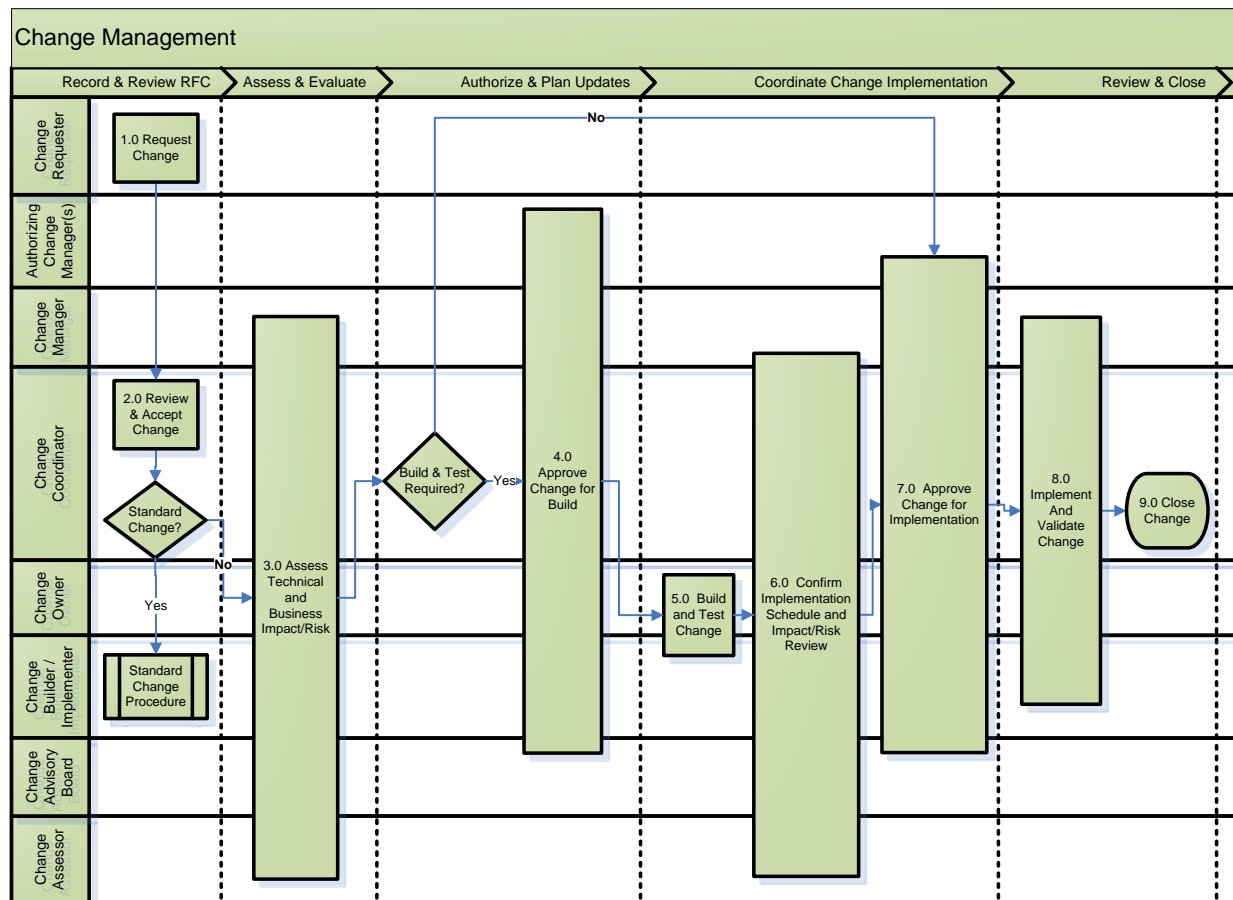 Change Management
Record & Review RFC
Assess & Evaluate
Authorize & Plan Updates
Coordinate Change Implementation
Review & Close
Change
Requester
1.0 Request
Change
No
Authorizing
Change
Manager(s)
Change
Manager
Change
Coordinator
2.0 Review
& Accept
Change
Standard
Change?
No
Yes
Build & Test
Required?
Yes
4.0
Approve
Change for
Build
7.0 Approve
Change for
Implementation
8.0
Implement
And
Validate
Change
9.0 Close
Change
Change
Owner
3.0 Assess
Technical
and
Business
Impact/Risk
5.0 Build
and Test
Change
6.0 Confirm
Implementation
Schedule and
Impact/Risk
Review
Change
Builder /
Implementer
Standard
Change
Procedure
Change
Advisory
Board
Change
Assessor